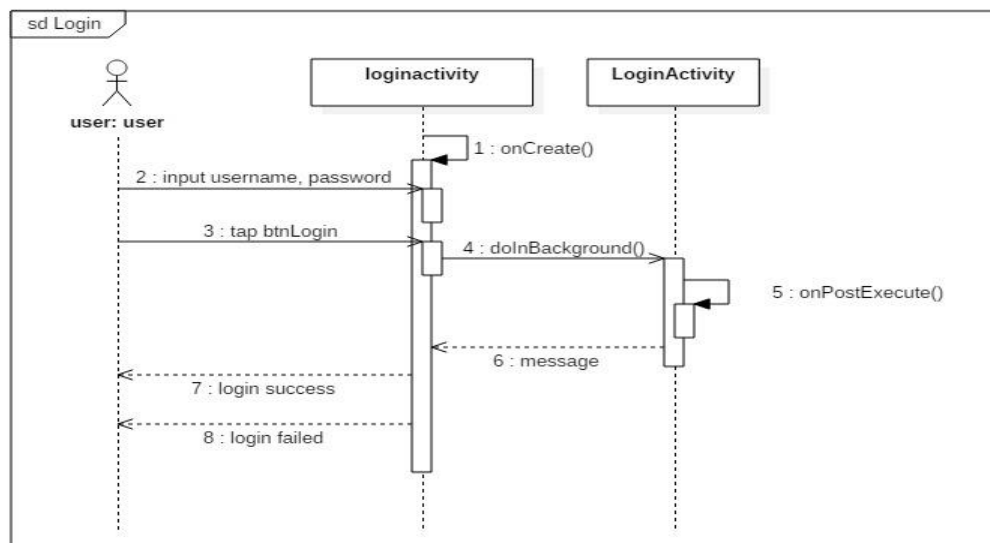 sd Login
loginactivity
LoginActivity
user: user
1 : onCreate()
2 : input username, password
3 : tap btnLogin
4 : doInBackground()
5 : onPostExecute()
6 : message
7 : login success
8 : login failed